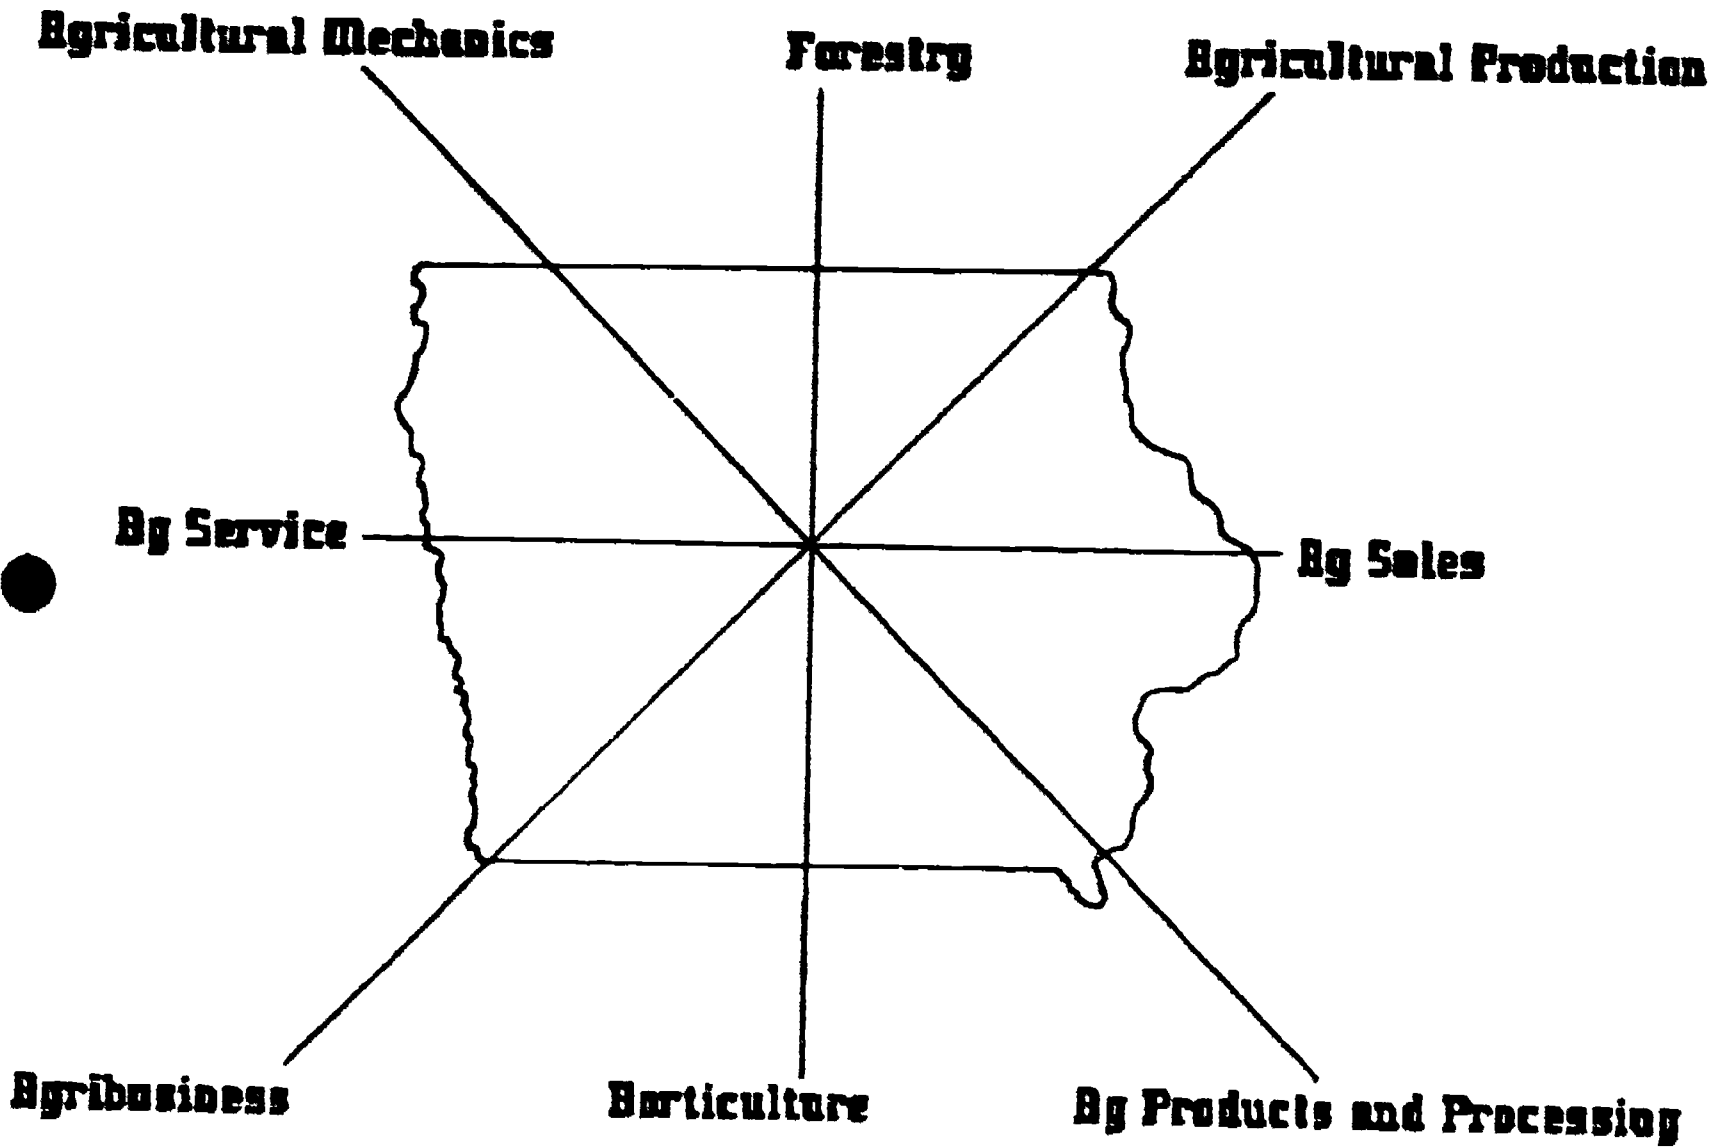 Agricultural Mechanics
Forestry
Agricultural Production
Ag Service
Ag Sales
Agribusiness
Horticulture
Ag Products and Processing